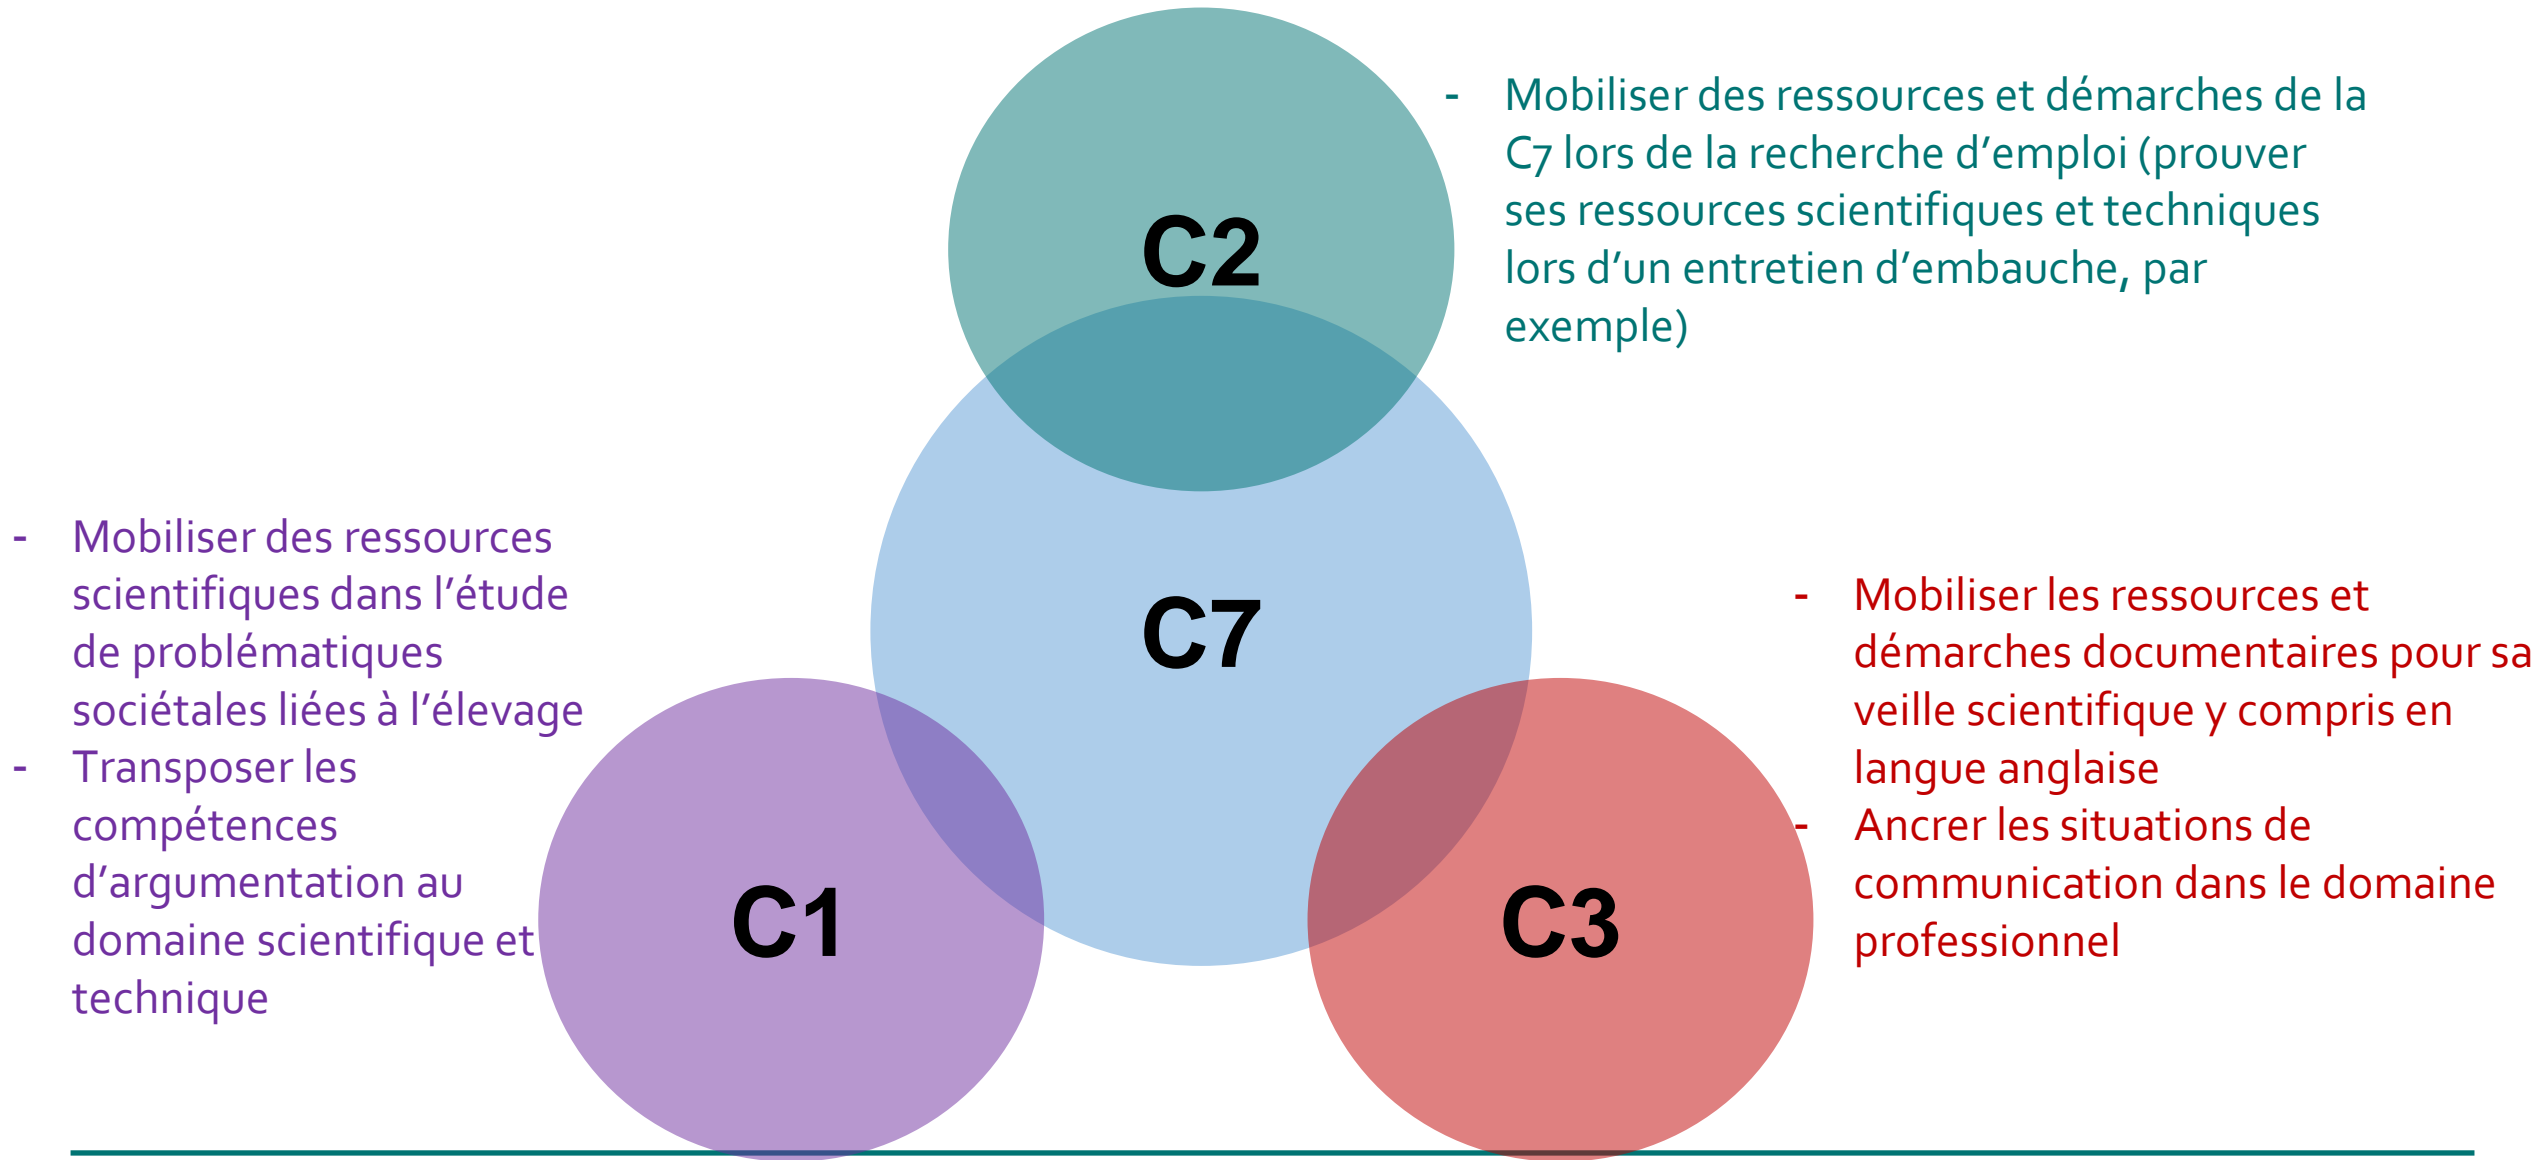 C2
- Mobiliser des ressources et démarches de la
C7 lors de la recherche d’emploi (prouver
ses ressources scientifiques et techniques
lors d’un entretien d’embauche, par
exemple)
C7
- Mobiliser des ressources
scientifiques dans l’étude
de problématiques
sociétales liées à l’élevage
- Transposer les
compétences
d’argumentation au
domaine scientifique et
technique
C1
C3
- Mobiliser les ressources et
démarches documentaires pour sa
veille scientifique y compris en
langue anglaise
- Ancrer les situations de
communication dans le domaine
professionnel